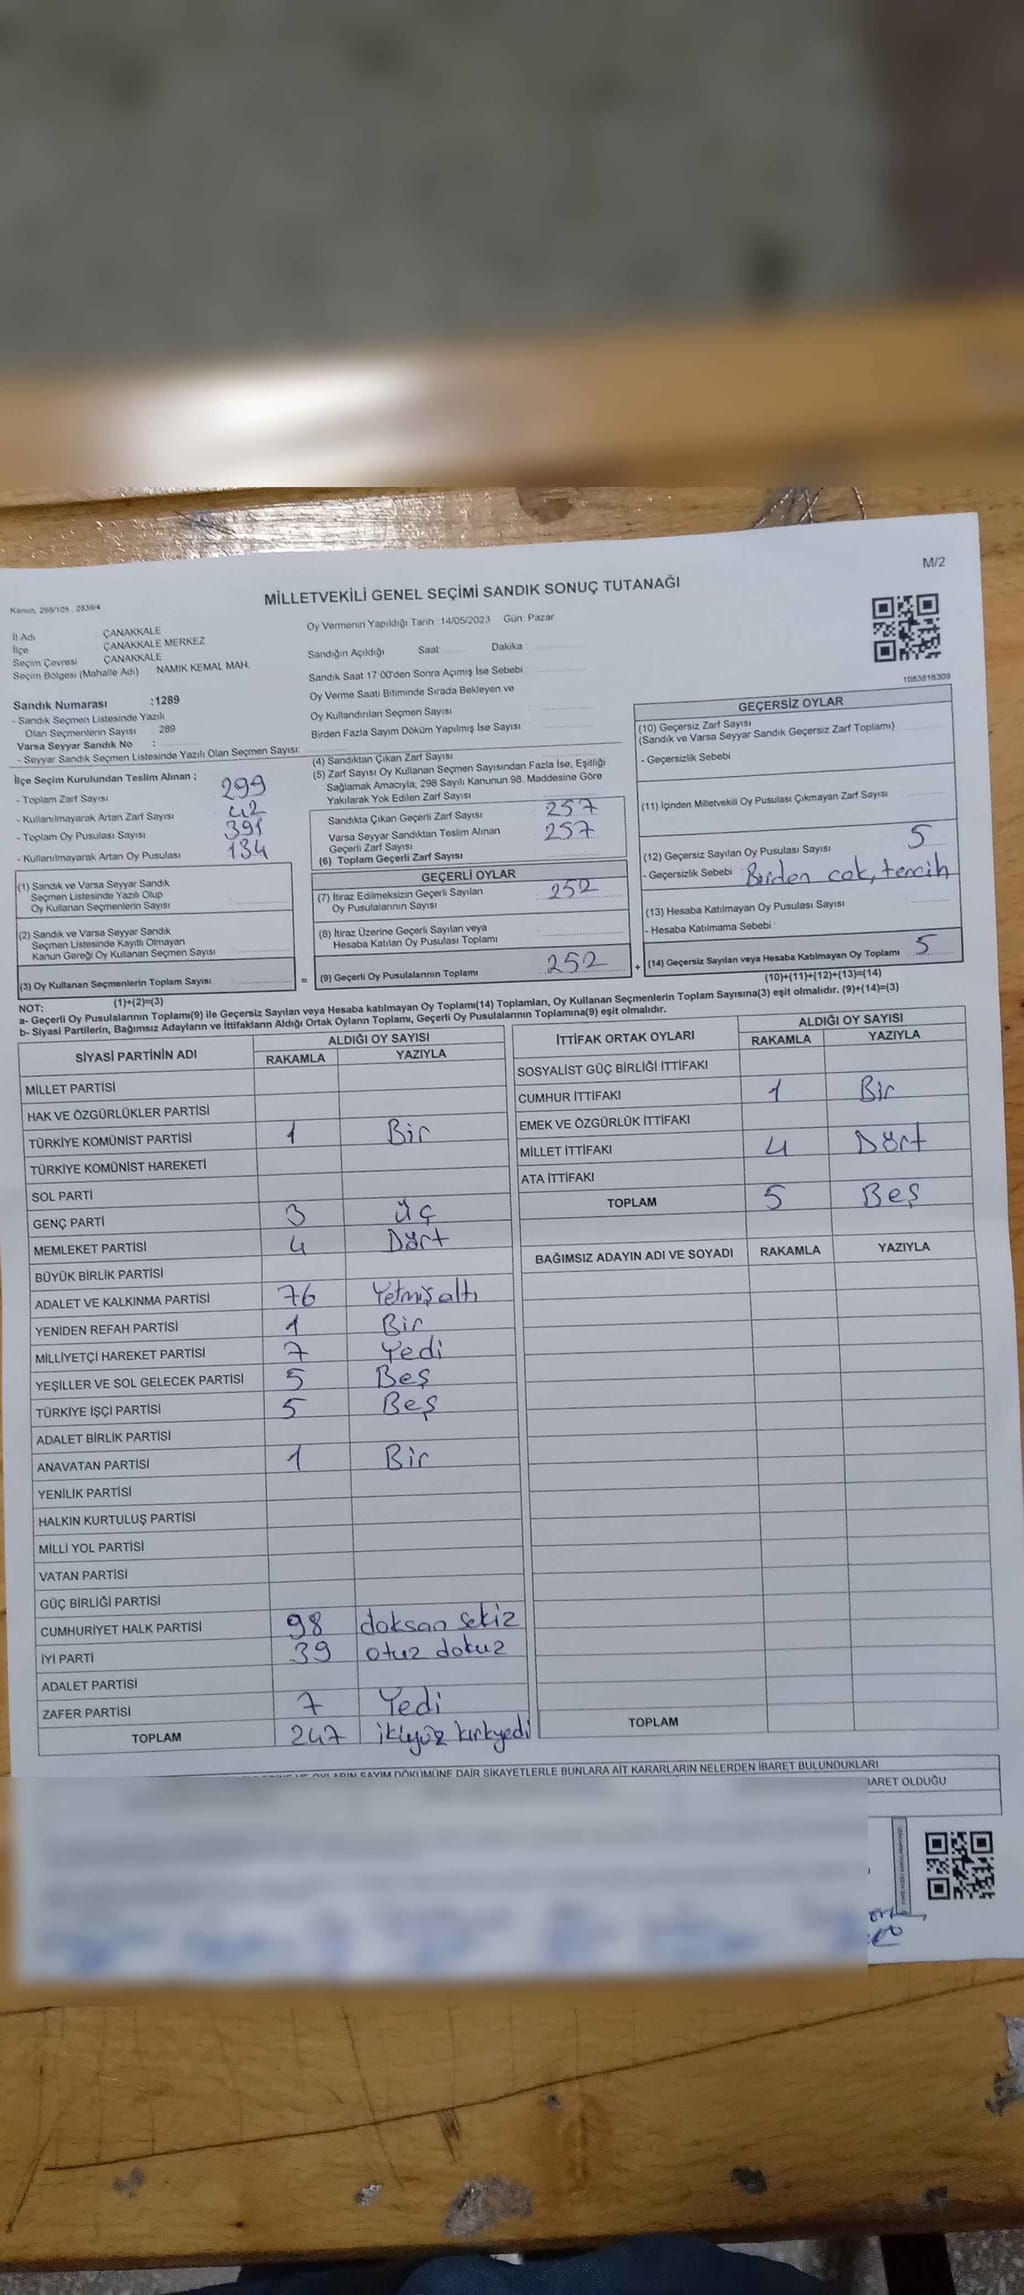 M/2
Kanun, 298/105 , 2839/4
MİLLETVEKİLİ GENEL SEÇİMİ SANDIK SONUÇ TUTANAĞI
İl Adı ÇANAKKALE
İlçe ÇANAKKALE MERKEZ
Seçim Çevresi ÇANAKKALE
Seçim Bölgesi (Mahalle Adı) NAMIK KEMAL MAH.
Sandık Numarası :1289
- Sandık Seçmen Listesinde Yazılı
Olan Seçmenlerin Sayısı 289
Varsa Seyyar Sandık No :
- Seyyar Sandık Seçmen Listesinde Yazılı Olan Seçmen Sayısı:
Oy Vermenin Yapıldığı Tarih :14/05/2023 Gün: Pazar
Sandığın Açıldığı Saat: Dakika
Sandık Saat 17:00'den Sonra Açımış İse Sebebi :
Oy Verme Saati Bitiminde Sırada Bekleyen ve
Oy Kullandırılan Seçmen Sayısı
Birden Fazla Sayım Döküm Yapılmış İse Sayısı
1083816309
İlçe Seçim Kurulundan Teslim Alınan ;
- Toplam Zarf Sayısı 299
- Kullanılmayarak Artan Zarf Sayısı 42
- Toplam Oy Pusulası Sayısı 391
- Kullanılmayarak Artan Oy Pusulası 134
(1) Sandık ve Varsa Seyyar Sandık
Seçmen Listesinde Yazılı Olup
Oy Kullanan Seçmenlerin Sayısı
(2) Sandık ve Varsa Seyyar Sandık
Seçmen Listesinde Kayıtlı Olmayan
Kanun Gereği Oy Kullanan Seçmen Sayısı
(3) Oy Kullanan Seçmenlerin Toplam Sayısı =
(1)+(2)=(3)
(4) Sandıktan Çıkan Zarf Sayısı
(5) Zarf Sayısı Oy Kullanan Seçmen Sayısından Fazla İse, Eşitliği
Sağlamak Amacıyla, 298 Sayılı Kanunun 98. Maddesine Göre
Yakılarak Yok Edilen Zarf Sayısı
Sandıkta Çıkan Geçerli Zarf Sayısı 257
Varsa Seyyar Sandıktan Teslim Alınan 257
Geçerli Zarf Sayısı
(6) Toplam Geçerli Zarf Sayısı
GEÇERLİ OYLAR
(7) İtiraz Edilmeksizin Geçerli Sayılan 252
Oy Pusulalarının Sayısı
(8) İtiraz Üzerine Geçerli Sayılan veya
Hesaba Katılan Oy Pusulası Toplamı
(9) Geçerli Oy Pusulalarının Toplamı 252 +
GEÇERSİZ OYLAR
(10) Geçersiz Zarf Sayısı
(Sandık ve Varsa Seyyar Sandık Geçersiz Zarf Toplamı)
- Geçersizlik Sebebi
(11) İçinden Milletvekili Oy Pusulası Çıkmayan Zarf Sayısı
(12) Geçersiz Sayılan Oy Pusulası Sayısı 5
- Geçersizlik Sebebi : Birden cok, tercih
(13) Hesaba Katılmayan Oy Pusulası Sayısı
- Hesaba Katılmama Sebebi :
(14) Geçersiz Sayılan veya Hesaba Katılmayan Oy Toplamı 5
(10)+(11)+(12)+(13)=(14)
NOT:
a- Geçerli Oy Pusulalarının Toplamı(9) ile Geçersiz Sayılan veya Hesaba katılmayan Oy Toplamı(14) Toplamları, Oy Kullanan Seçmenlerin Toplam Sayısına(3) eşit olmalıdır. (9)+(14)=(3)
b- Siyasi Partilerin, Bağımsız Adayların ve İttifakların Aldığı Ortak Oyların Toplamı, Geçerli Oy Pusulalarının Toplamına(9) eşit olmalıdır.
SİYASİ PARTİNİN ADI ALDIĞI OY SAYISI
RAKAMLA YAZIYLA
MİLLET PARTİSİ
HAK VE ÖZGÜRLÜKLER PARTİSİ
TÜRKİYE KOMÜNİST PARTİSİ 1 Bir
TÜRKİYE KOMÜNİST HAREKETİ
SOL PARTİ
GENÇ PARTİ 3 Üç
MEMLEKET PARTİSİ 4 Dört
BÜYÜK BİRLİK PARTİSİ
ADALET VE KALKINMA PARTİSİ 76 Yetmişaltı
YENİDEN REFAH PARTİSİ 1 Bir
MİLLİYETÇİ HAREKET PARTİSİ 7 Yedi
YEŞİLLER VE SOL GELECEK PARTİSİ 5 Beş
TÜRKİYE İŞÇİ PARTİSİ 5 Beş
ADALET BİRLİK PARTİSİ
ANAVATAN PARTİSİ 1 Bir
YENİLİK PARTİSİ
HALKIN KURTULUŞ PARTİSİ
MİLLİ YOL PARTİSİ
VATAN PARTİSİ
GÜÇ BİRLİĞİ PARTİSİ
CUMHURİYET HALK PARTİSİ 98 doksan sekiz
İYİ PARTİ 39 otuz dokuz
ADALET PARTİSİ
ZAFER PARTİSİ 7 Yedi
TOPLAM 247 ikiyüz kırkyedi
İTTİFAK ORTAK OYLARI ALDIĞI OY SAYISI
RAKAMLA YAZIYLA
SOSYALİST GÜÇ BİRLİĞİ İTTİFAKI
CUMHUR İTTİFAKI 1 Bir
EMEK VE ÖZGÜRLÜK İTTİFAKI
MİLLET İTTİFAKI 4 Dört
ATA İTTİFAKI
TOPLAM 5 Beş
BAĞIMSIZ ADAYIN ADI VE SOYADI RAKAMLA YAZIYLA
TOPLAM
OYLARIN SAYIM DÖKÜMÜNE DAİR ŞİKAYETLERLE BUNLARA AİT KARARLARIN NELERDEN İBARET BULUNDUKLARI
İBARET OLDUĞU